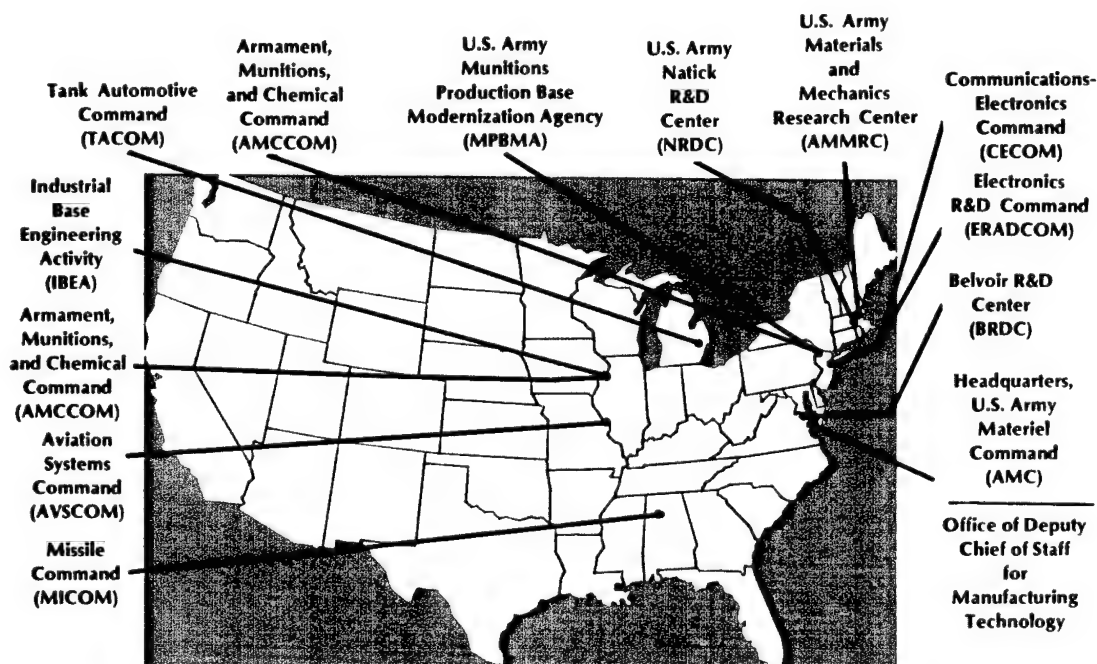 Tank Automotive
Command
(TACOM)
Armament,
Munitions,
and Chemical
Command
(AMCCOM)
U.S. Army
Munitions
Production Base
Modernization Agency
(MPBMA)
U.S. Army
Natick
R&D
Center
(NRDC)
U.S. Army
Materials
and
Mechanics
Research Center
(AMMRC)
Communications-
Electronics
Command
(CECOM)
Electronics
R&D Command
(ERADCOM)
Belvoir R&D
Center
(BRDC)
Headquarters,
U.S. Army
Materiel
Command
(AMC)
Office of Deputy
Chief of Staff
for
Manufacturing
Technology
Industrial
Base
Engineering
Activity
(IBEA)
Armament,
Munitions,
and Chemical
Command
(AMCCOM)
Aviation
Systems
Command
(AVSCOM)
Missile
Command
(MICOM)